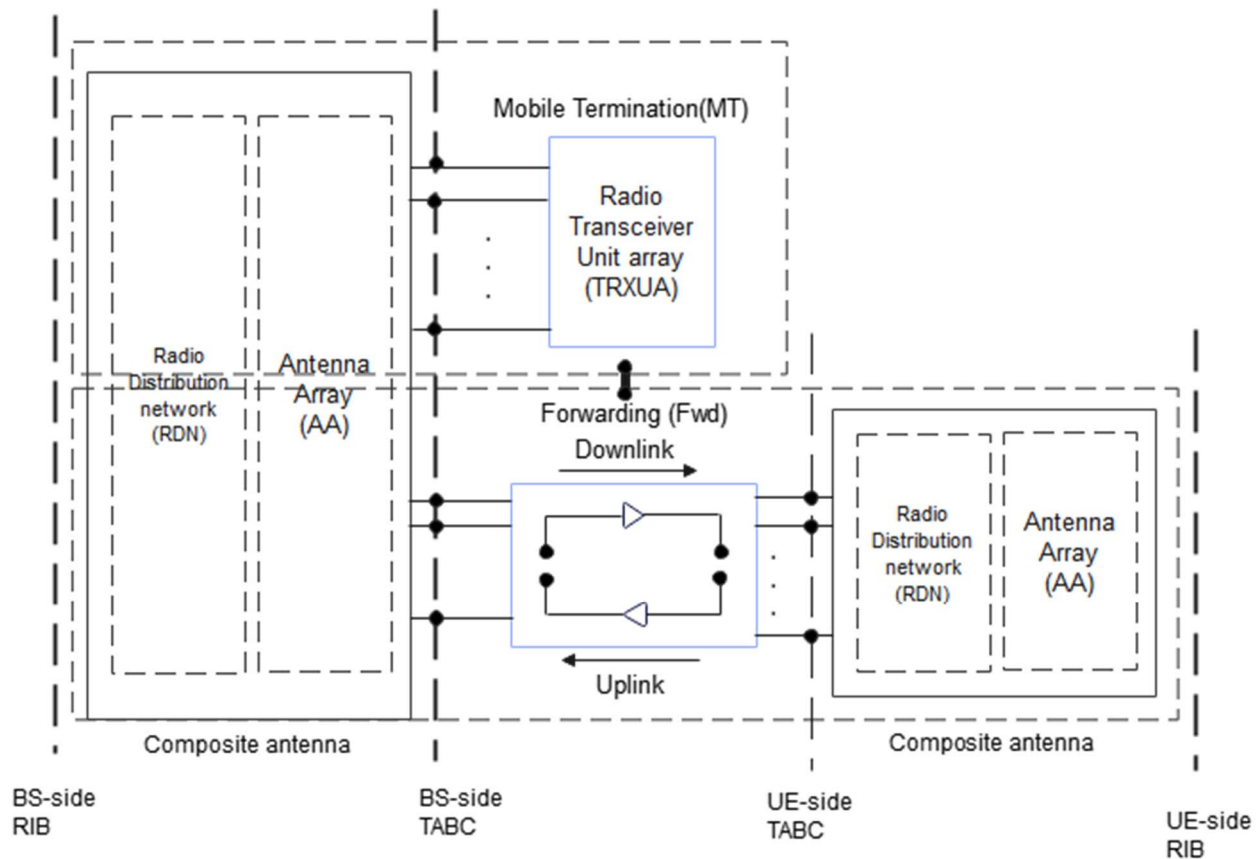 Mobile Termination(MT)
Radio
Transceiver
Unit array
(TRXUA)
Radio
Distribution
network
(RDN)
Antenna
Array
(AA)
Forwarding (Fwd)
Downlink
Uplink
Radio
Distribution
network
(RDN)
Antenna
Array
(AA)
Composite antenna
Composite antenna
BS-side
RIB
BS-side
TABC
UE-side
TABC
UE-side
RIB